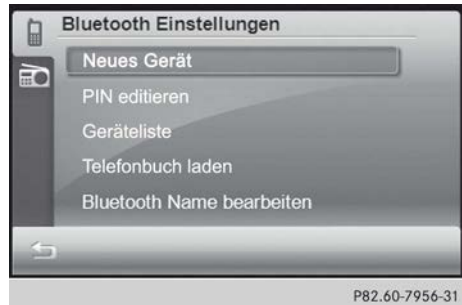 Bluetooth Einstellungen
Neues Gerät
PIN editieren
Geräteliste
Telefonbuch laden
Bluetooth Name bearbeiten
P82.60-7956-31